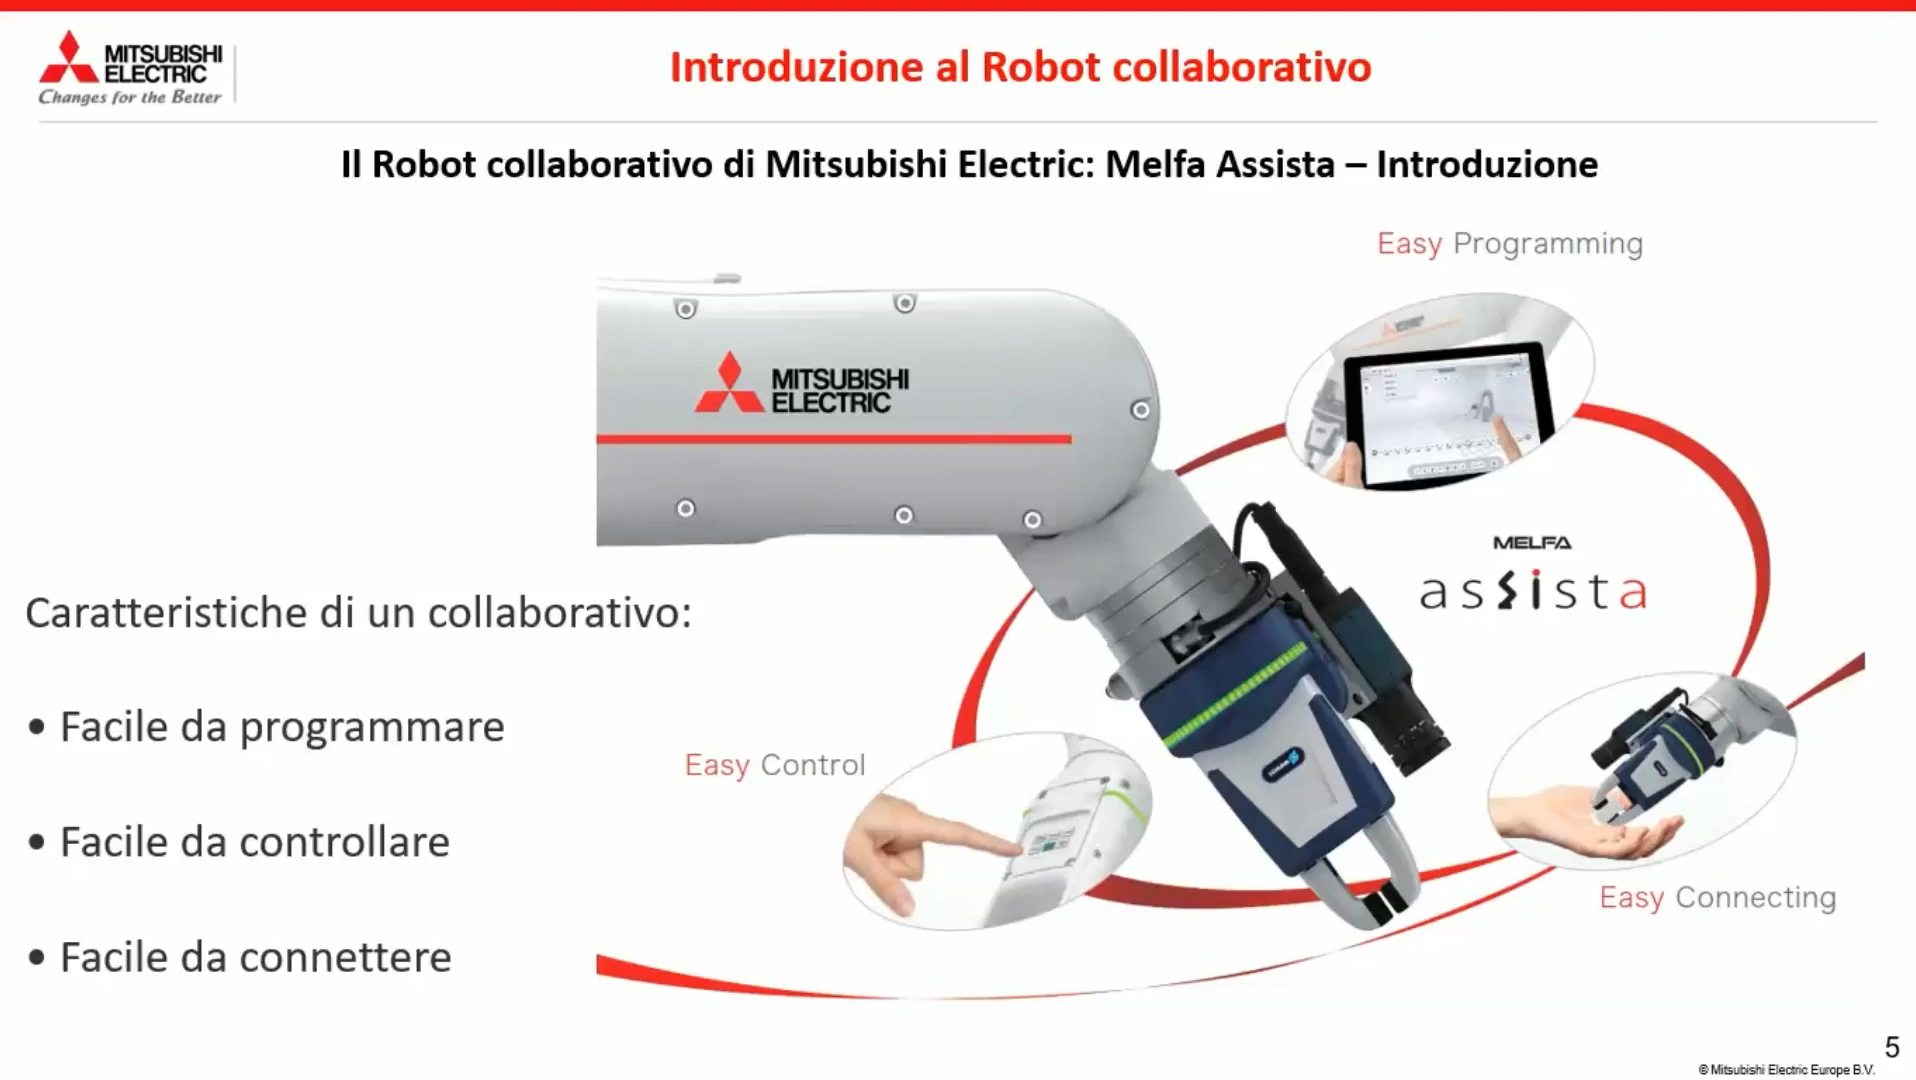 MITSUBISHI
ELECTRIC
Changes for the Better
Introduzione al Robot collaborativo
Il Robot collaborativo di Mitsubishi Electric: Melfa Assista – Introduzione
Easy Programming
MITSUBISHI
ELECTRIC
MELFA
assista
Caratteristiche di un collaborativo:
• Facile da programmare
• Facile da controllare
• Facile da connettere
Easy Control
Easy Connecting
5
© Mitsubishi Electric Europe B.V.